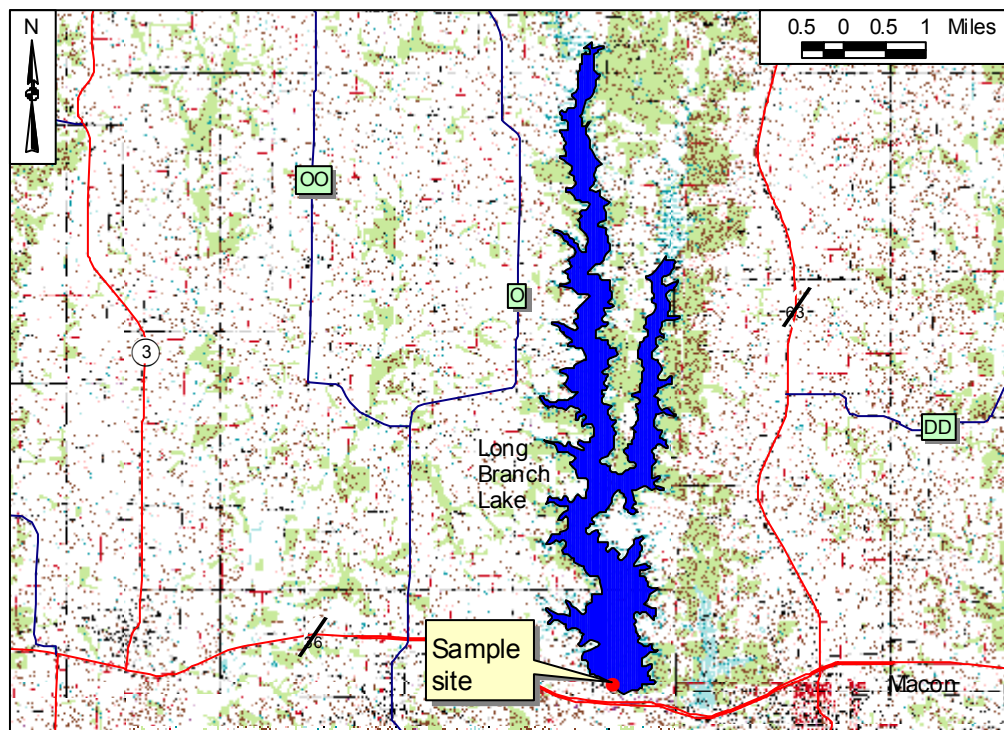 N
0.5 0 0.5 1 Miles
OO
O
63
3
DD
Long
Branch
Lake
36
Sample
site
Macon